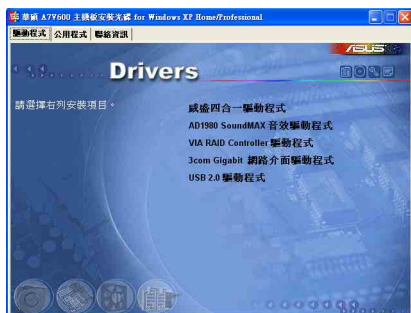 華碩 A7V600 主機板安裝光碟 for Windows XP Home/Professional
驅動程式 公用程式 聯絡資訊
ASUS
Drivers
請選擇右列安裝項目。
威盛四合一驅動程式
AD1980 SoundMAX 音效驅動程式
VIA RAID Controller 驅動程式
3com Gigabit 網路介面驅動程式
USB 2.0 驅動程式